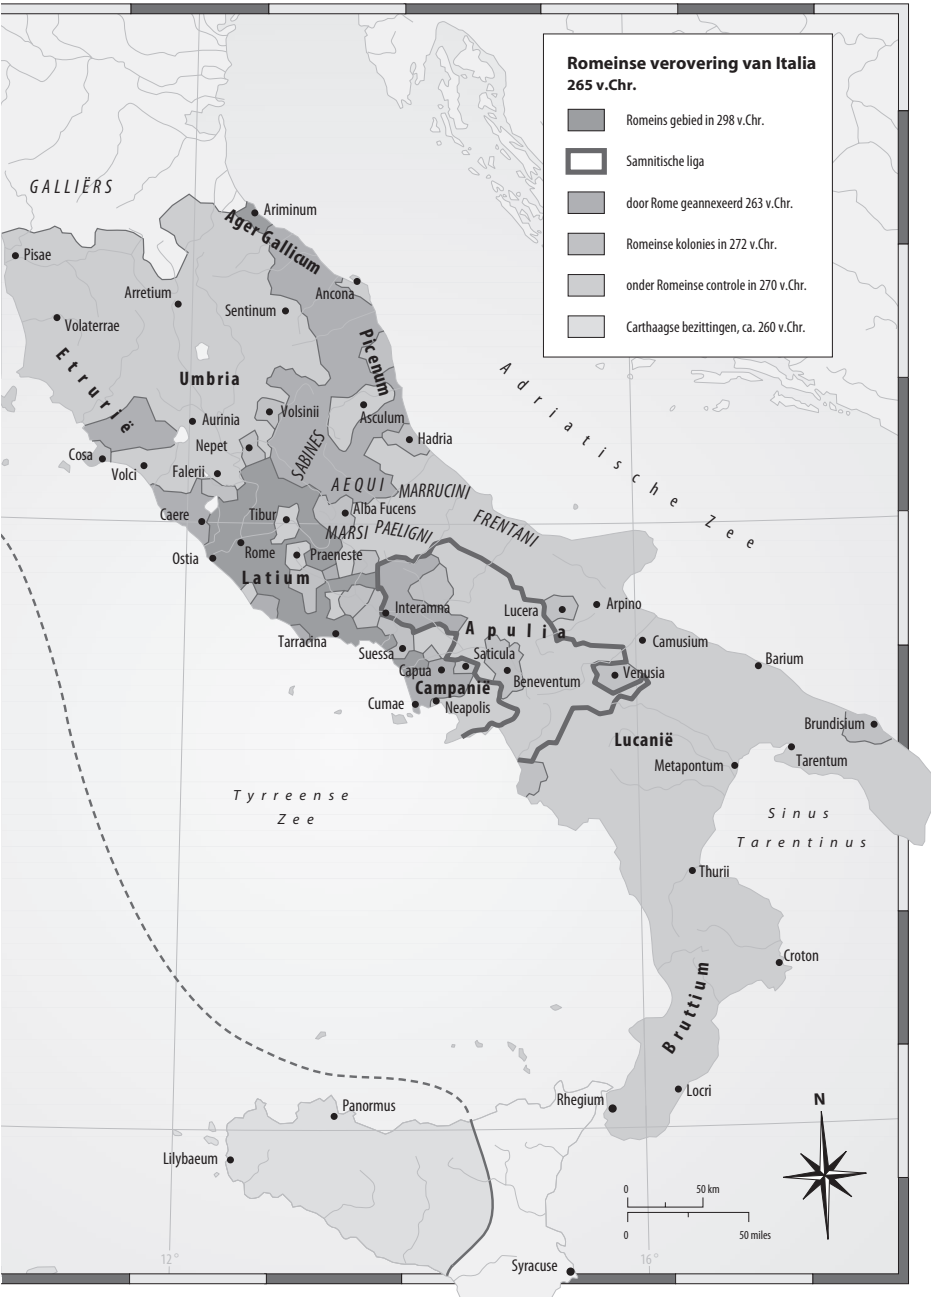 Romeinse verovering van Italia
265 v.Chr.
Romeins gebied in 298 v.Chr.
Samnitische liga
door Rome geannexeerd 263 v.Chr.
Romeinse kolonies in 272 v.Chr.
onder Romeinse controle in 270 v.Chr.
Carthaagse bezittingen, ca. 260 v.Chr.
GALLIËRS
Ariminum
Ager Gallicum
Pisae
Ancona
Arretium
Sentinum
Volaterrae
Picenum
Etrurië
Umbria
Adriatische Zee
Volsinii
Asculum
Aurinia
Hadria
Nepet
SABINES
Cosa
Volci
Falerii
AEQUI
MARRUCINI
Caere
Tibur
Alba Fucens
FRENTANI
MARSI
PAELIGNI
Ostia
Rome
Praeneste
Latium
Interamna
Lucera
Arpino
Apulia
Tarracina
Camusium
Suessa
Saticula
Barium
Capua
Venusia
Beneventum
Campanië
Cumae
Neapolis
Brundisium
Lucanië
Tarentum
Metapontum
Tyrreense
Zee
Sinus
Tarentinus
Thurii
Croton
Bruttium
Locri
Rhegium
Panormus
N
Lilybaeum
0 50 km
0 50 miles
12°
16°
Syracuse